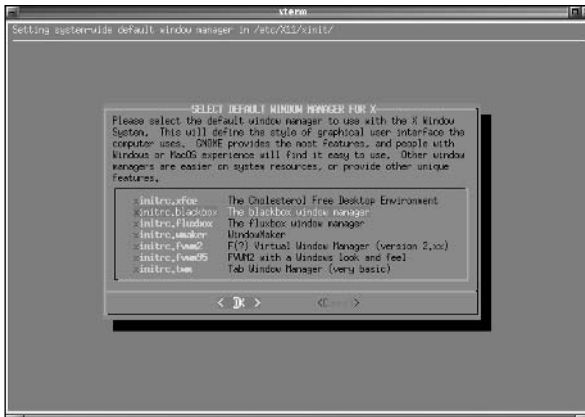 xterm
Setting system-wide default window manager in /etc/X11/xinit/
SELECT DEFAULT WINDOW MANAGER FOR X
Please select the default window manager to use with the X Window
System. This will define the style of graphical user interface the
computer uses. GNOME provides the most features, and people with
Windows or MacOS experience will find it easy to use. Other window
managers are easier on system resources, or provide other unique
features.
xinitrc.xfce The Cholesterol Free Desktop Environment
xinitrc.blackbox The blackbox window manager
xinitrc.fluxbox The fluxbox window manager
xinitrc.wmaker WindowMaker
xinitrc.fvwm2 F(?) Virtual Window Manager (version 2.xx)
xinitrc.fvwm95 FVWM2 with a Windows look and feel
xinitrc.twm Tab Window Manager (very basic)
< OK > <Cancel>